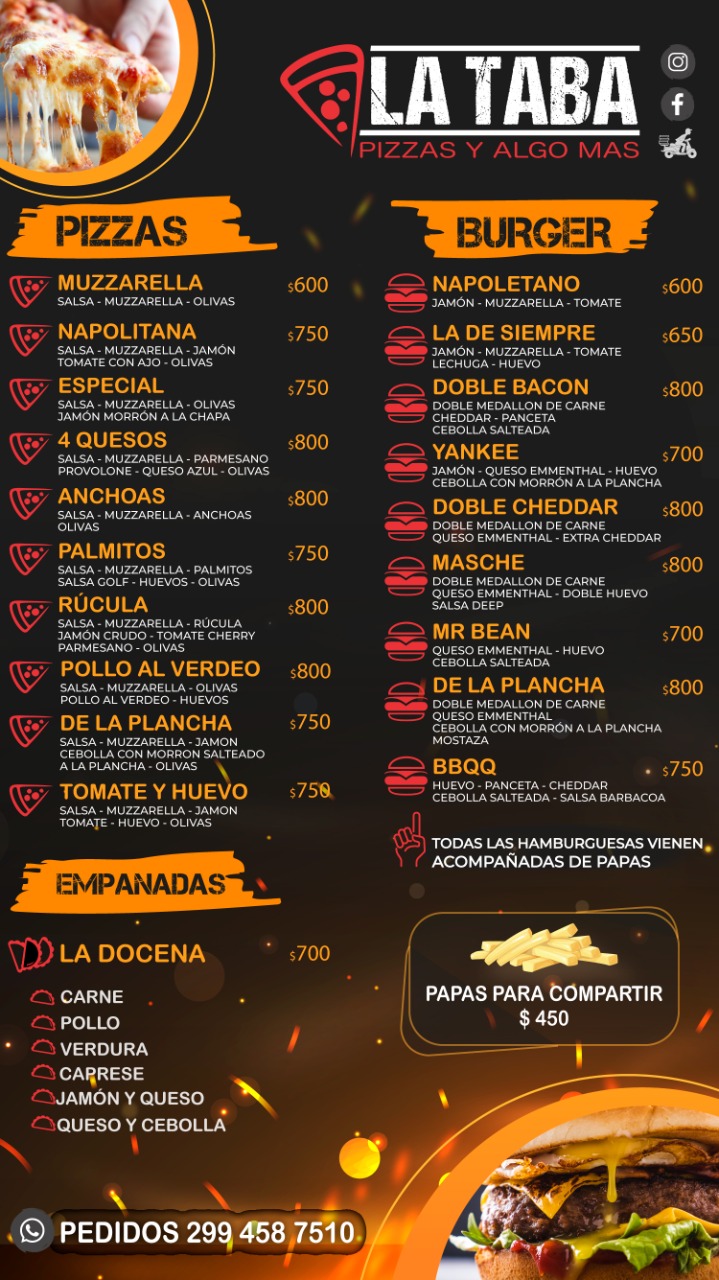 LA TABA
PIZZAS Y ALGO MAS
PIZZAS
MUZZARELLA $600
SALSA - MUZZARELLA - OLIVAS
NAPOLITANA $750
SALSA - MUZZARELLA - JAMÓN
TOMATE CON AJO - OLIVAS
ESPECIAL $750
SALSA - MUZZARELLA - OLIVAS
JAMÓN MORRÓN A LA CHAPA
4 QUESOS $800
SALSA - MUZZARELLA - PARMESANO
PROVOLONE - QUESO AZUL - OLIVAS
ANCHOAS $800
SALSA - MUZZARELLA - ANCHOAS
OLIVAS
PALMITOS $750
SALSA - MUZZARELLA - PALMITOS
SALSA GOLF - HUEVOS - OLIVAS
RÚCULA $800
SALSA - MUZZARELLA - RÚCULA
JAMÓN CRUDO - TOMATE CHERRY
PARMESANO - OLIVAS
POLLO AL VERDEO $800
SALSA - MUZZARELLA - OLIVAS
POLLO AL VERDEO - HUEVOS
DE LA PLANCHA $750
SALSA - MUZZARELLA - JAMON
CEBOLLA CON MORRON SALTEADO
A LA PLANCHA - OLIVAS
TOMATE Y HUEVO $750
SALSA - MUZZARELLA - JAMON
TOMATE - HUEVO - OLIVAS
EMPANADAS
LA DOCENA $700
CARNE
POLLO
VERDURA
CAPRESE
JAMÓN Y QUESO
QUESO Y CEBOLLA
BURGER
NAPOLETANO $600
JAMÓN - MUZZARELLA - TOMATE
LA DE SIEMPRE $650
JAMÓN - MUZZARELLA - TOMATE
LECHUGA - HUEVO
DOBLE BACON $800
DOBLE MEDALLON DE CARNE
CHEDDAR - PANCETA
CEBOLLA SALTEADA
YANKEE $700
JAMÓN - QUESO EMMENTHAL - HUEVO
CEBOLLA CON MORRÓN A LA PLANCHA
DOBLE CHEDDAR $800
DOBLE MEDALLON DE CARNE
QUESO EMMENTHAL - EXTRA CHEDDAR
MASCHE $800
DOBLE MEDALLON DE CARNE
QUESO EMMENTHAL - DOBLE HUEVO
SALSA DEEP
MR BEAN $700
QUESO EMMENTHAL - HUEVO
CEBOLLA SALTEADA
DE LA PLANCHA $800
DOBLE MEDALLON DE CARNE
QUESO EMMENTHAL
CEBOLLA CON MORRÓN A LA PLANCHA
MOSTAZA
BBQQ $750
HUEVO - PANCETA - CHEDDAR
CEBOLLA SALTEADA - SALSA BARBACOA
TODAS LAS HAMBURGUESAS VIENEN
ACOMPAÑADAS DE PAPAS
PAPAS PARA COMPARTIR
$ 450
PEDIDOS 299 458 7510